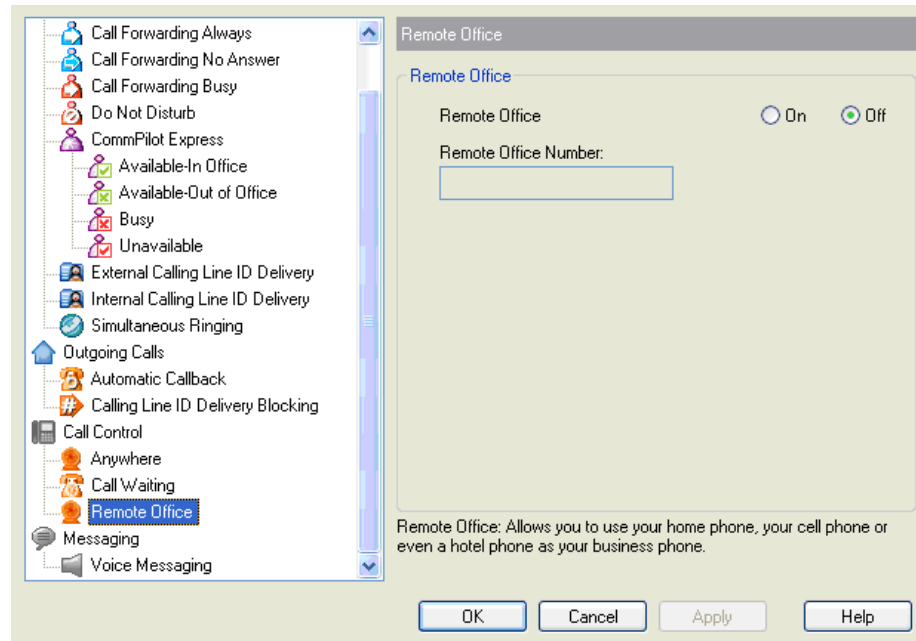 Call Forwarding Always
Call Forwarding No Answer
Call Forwarding Busy
Do Not Disturb
CommPilot Express
Available-In Office
Available-Out of Office
Busy
Unavailable
External Calling Line ID Delivery
Internal Calling Line ID Delivery
Simultaneous Ringing
Outgoing Calls
Automatic Callback
Calling Line ID Delivery Blocking
Call Control
Anywhere
Call Waiting
Remote Office
Messaging
Voice Messaging
Remote Office
Remote Office
Remote Office On Off
Remote Office Number:
Remote Office: Allows you to use your home phone, your cell phone or
even a hotel phone as your business phone.
OK Cancel Apply Help